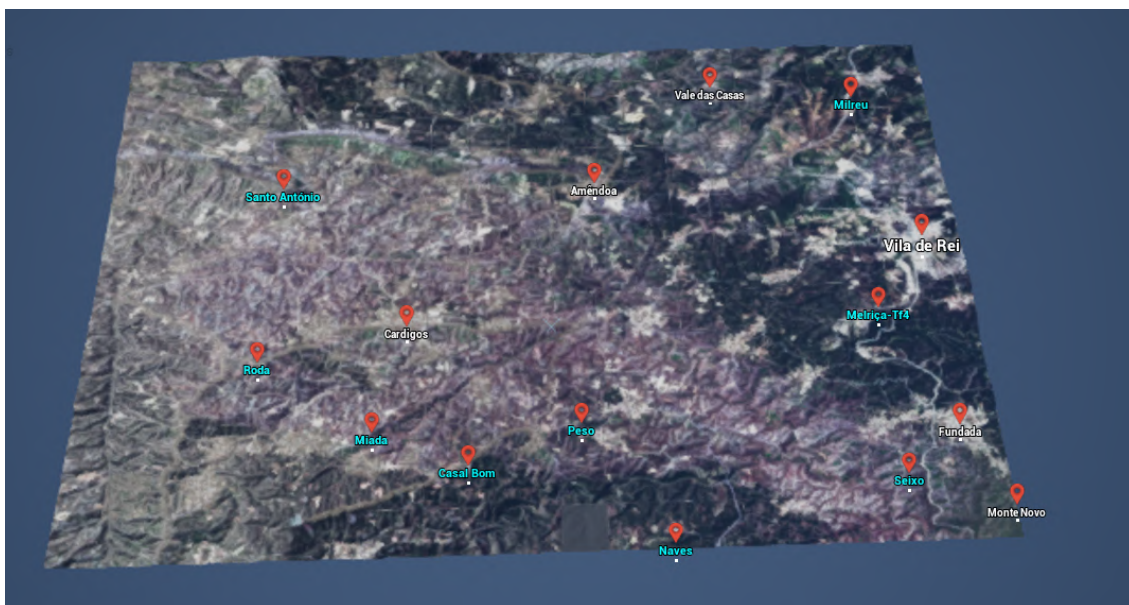 Vale das Casas
Milreu
Santo António
Amêndoa
Vila de Rei
Melriça-Tf4
Cardigos
Roda
Peso
Fundada
Miada
Casal Bom
Seixo
Monte Novo
Naves